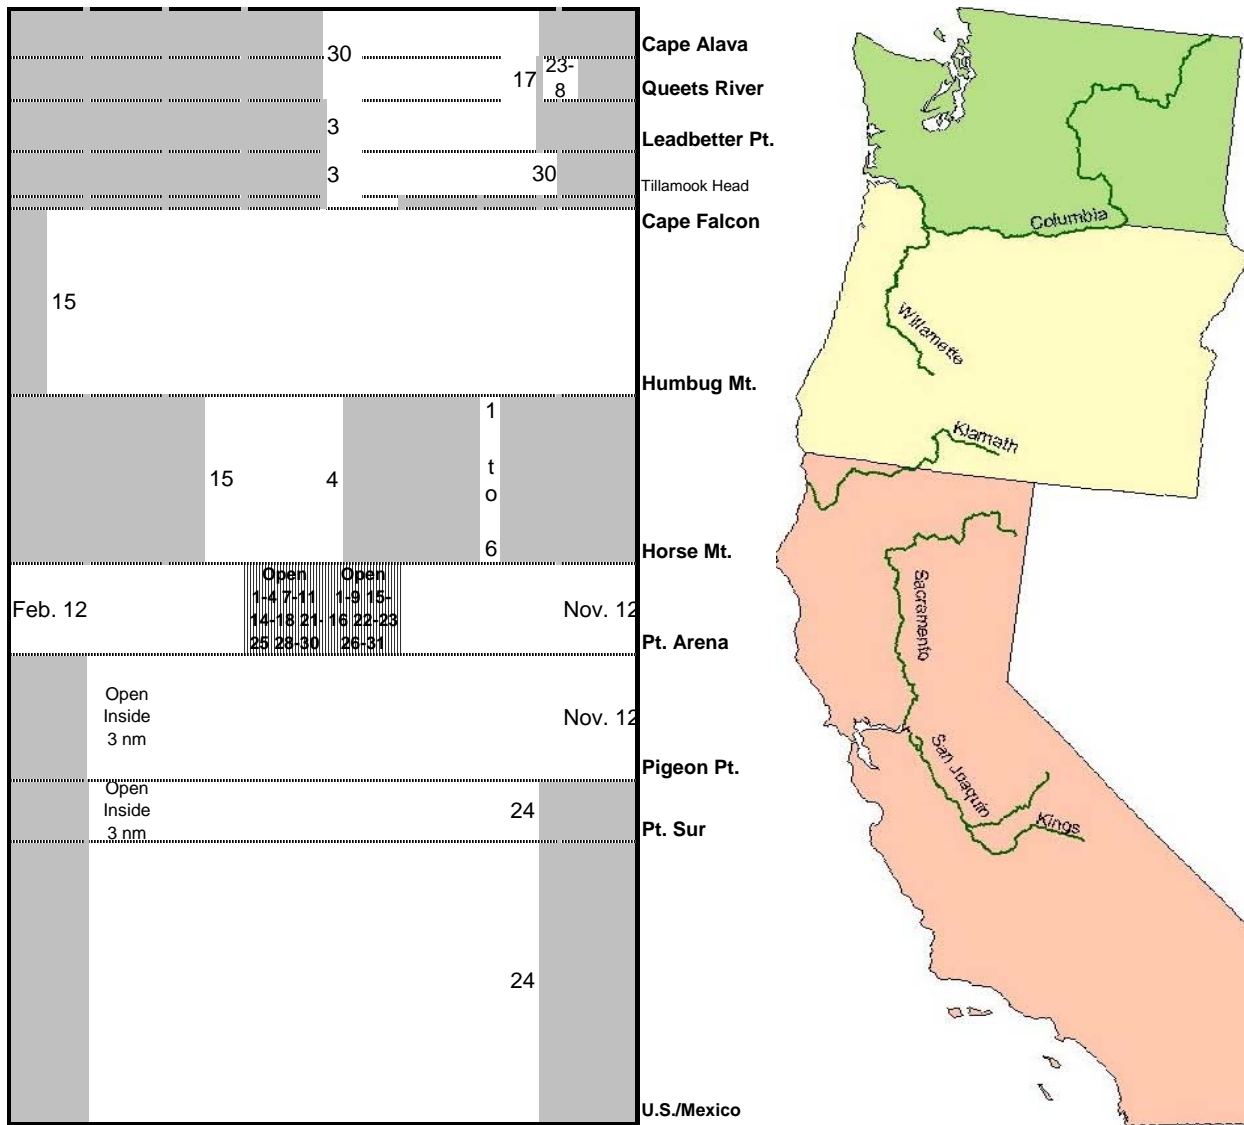 Cape Alava
30
17
23-
8
Queets River
3
Leadbetter Pt.
3
30
Tillamook Head
Cape Falcon
15
Humbug Mt.
15
4
1
t
o
6
Horse Mt.
Open
1-4 7-11
14-18 21-
25 28-30
Open
1-9 15-
16 22-23
26-31
Feb. 12
Nov. 12
Pt. Arena
Open
Inside
3 nm
Nov. 12
Pigeon Pt.
Open
Inside
3 nm
24
Pt. Sur
24
U.S./Mexico
Columbia
Willamette
Klamath
Sacramento
San Joaquin
Kings